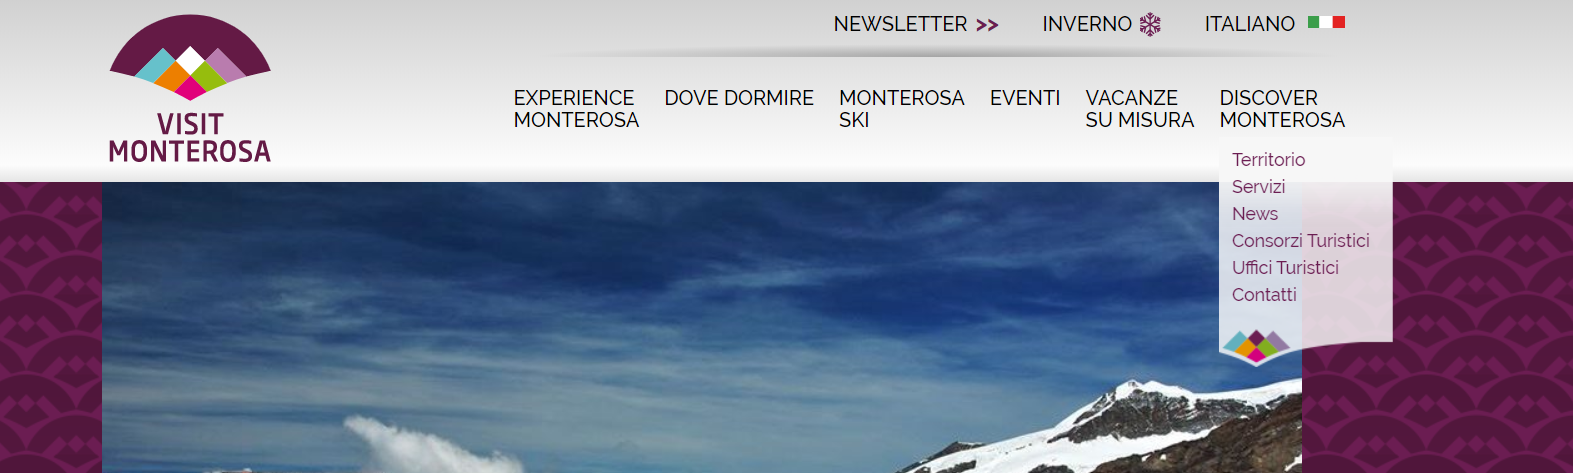 NEWSLETTER >>
INVERNO
ITALIANO
VISIT
MONTEROSA
EXPERIENCE
MONTEROSA
DOVE DORMIRE
MONTEROSA
SKI
EVENTI
VACANZE
SU MISURA
DISCOVER
MONTEROSA
Territorio
Servizi
News
Consorzi Turistici
Uffici Turistici
Contatti